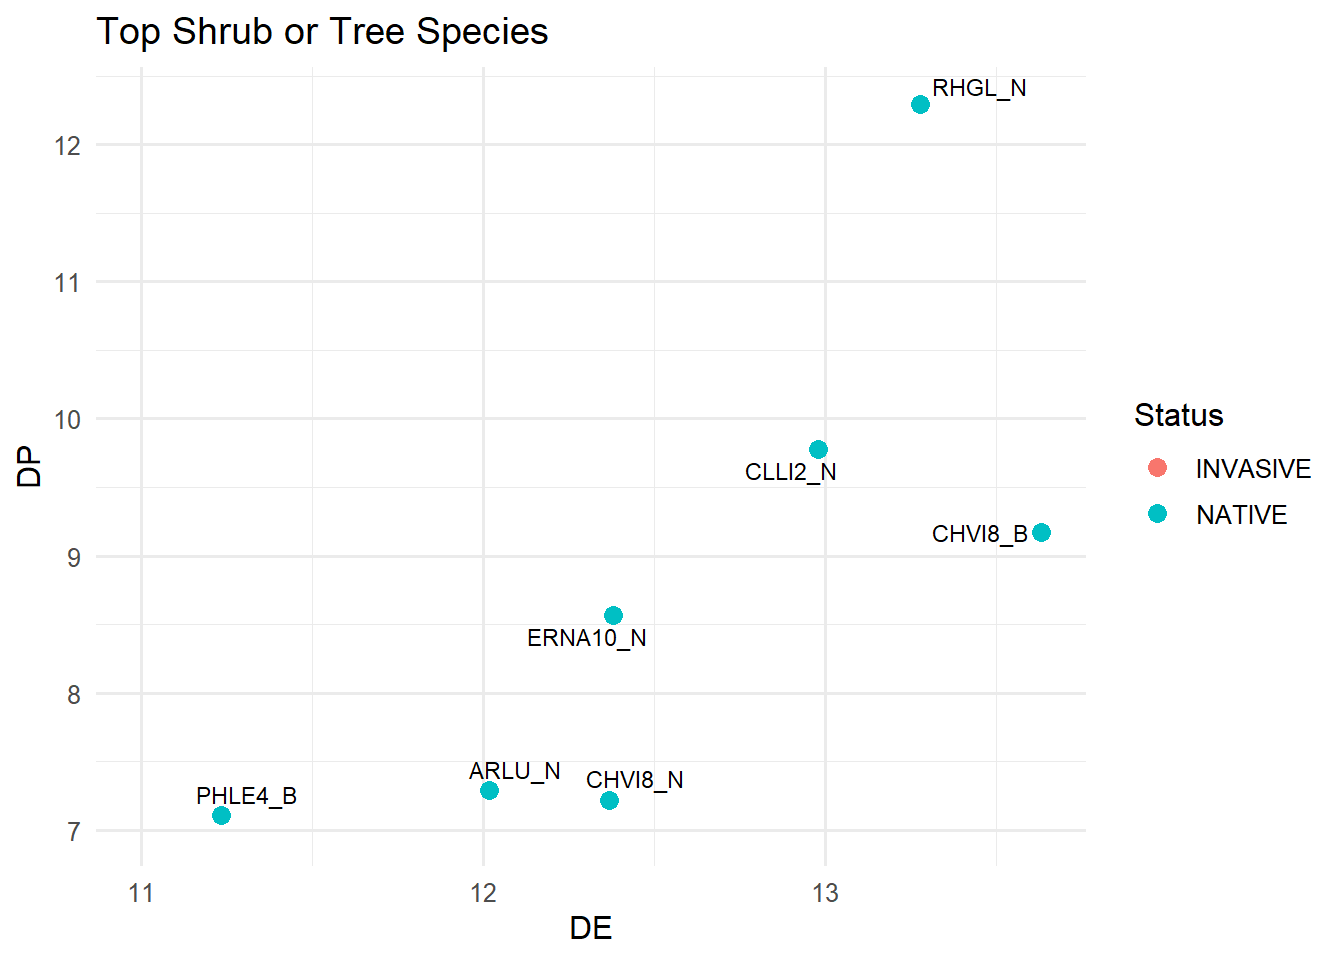 Top Shrub or Tree Species
RHGL_N
12
11
10
CLLI2_N
Status
INVASIVE
NATIVE
DP
CHVI8_B
9
ERNA10_N
8
ARLU_N
CHVI8_N
PHLE4_B
7
11
12
13
DE